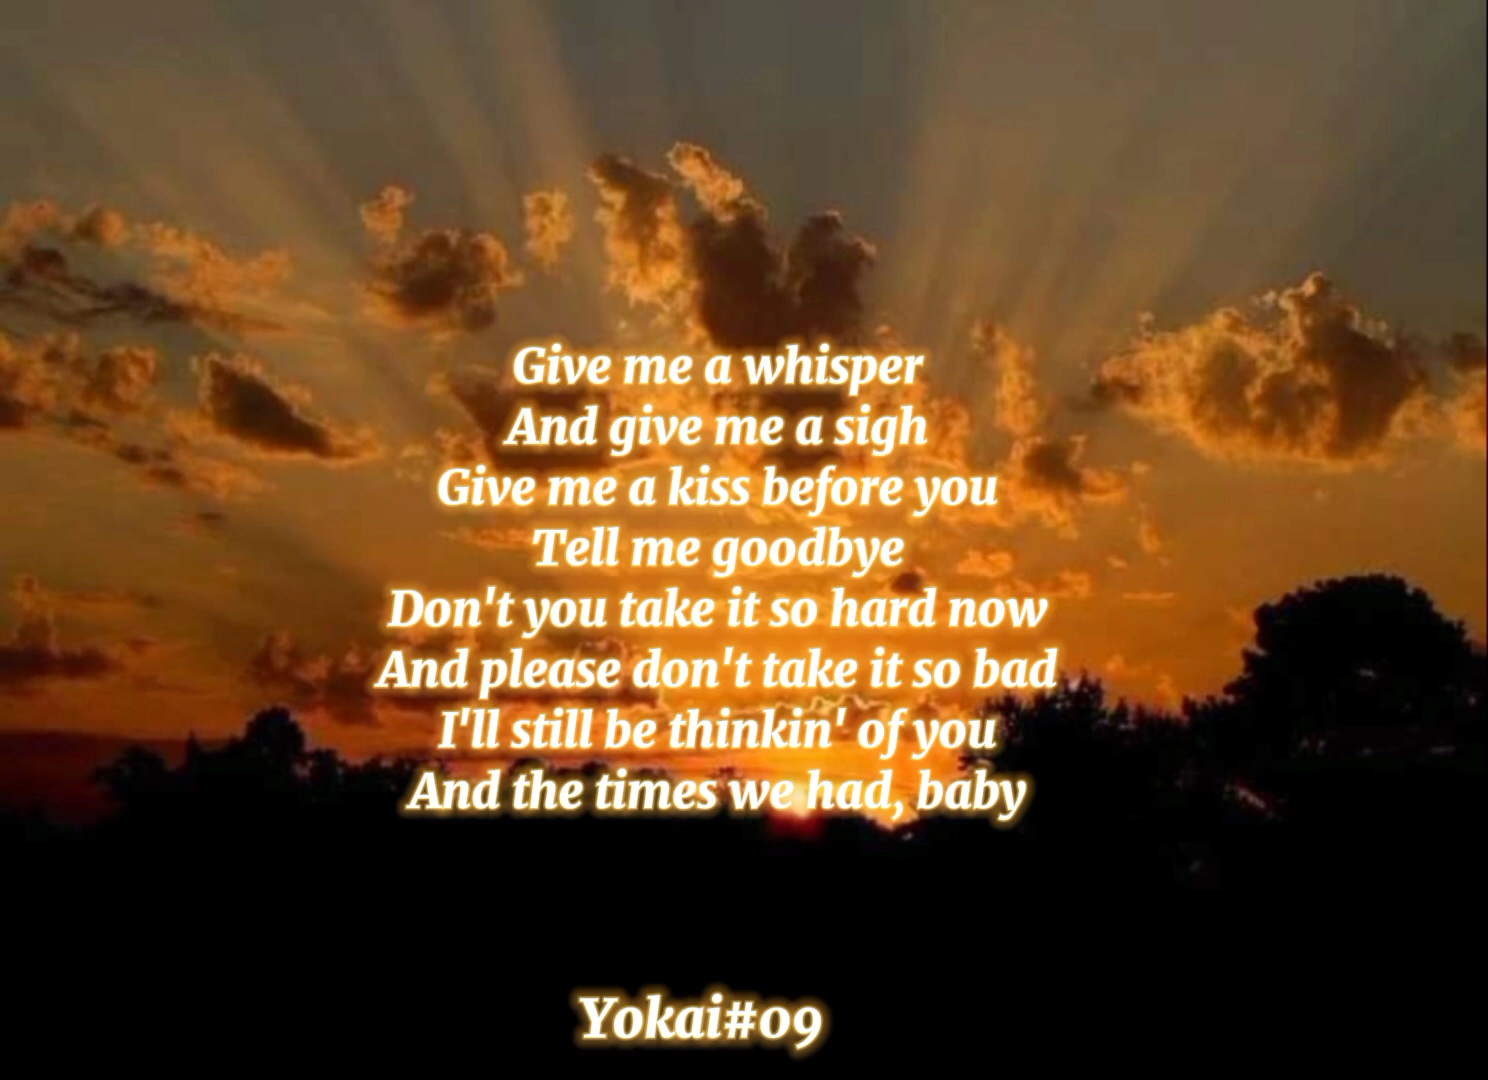 Give me a whisper
And give me a sigh
Give me a kiss before you
Tell me goodbye
Don't you take it so hard now
And please don't take it so bad
I'll still be thinkin' of you
And the times we had, baby
Yokai#09